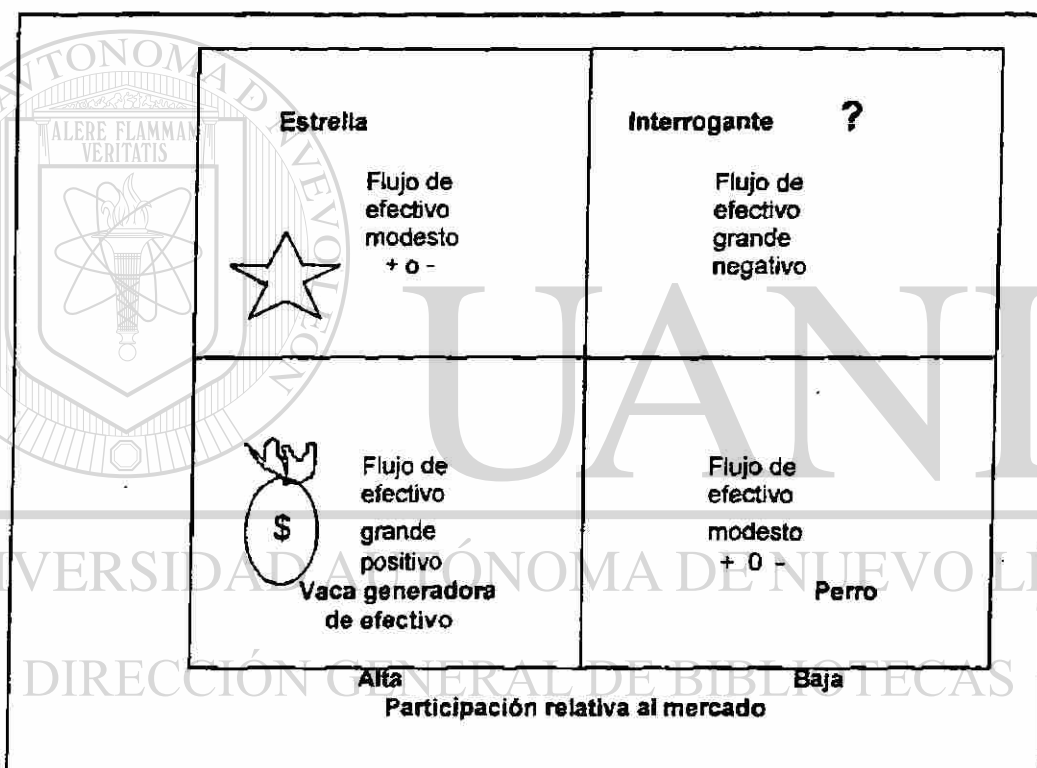 Estrella
Flujo de
efectivo
modesto
+ o -
Interrogante ?
Flujo de
efectivo
grande
negativo
Flujo de
efectivo
$ grande
positivo
Vaca generadora
de efectivo
Flujo de
efectivo
modesto
+ 0 -
Perro
Alta
Baja
Participación relativa al mercado
ALERE FLAMMAM
VERITATIS
UANL
UNIVERSIDAD AUTÓNOMA DE NUEVO LE
DIRECCIÓN GENERAL DE BIBLIOTECAS